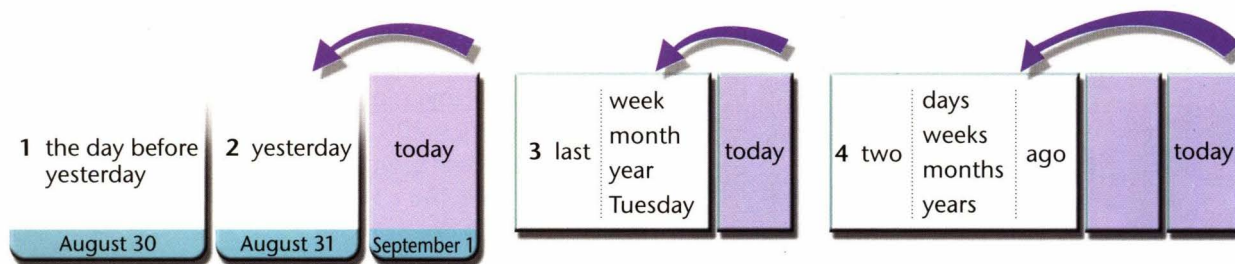 1 the day before
yesterday
August 30
2 yesterday
August 31
today
September 1
3 last
week
month
year
Tuesday
today
4 two
days
weeks
months
years
ago
today